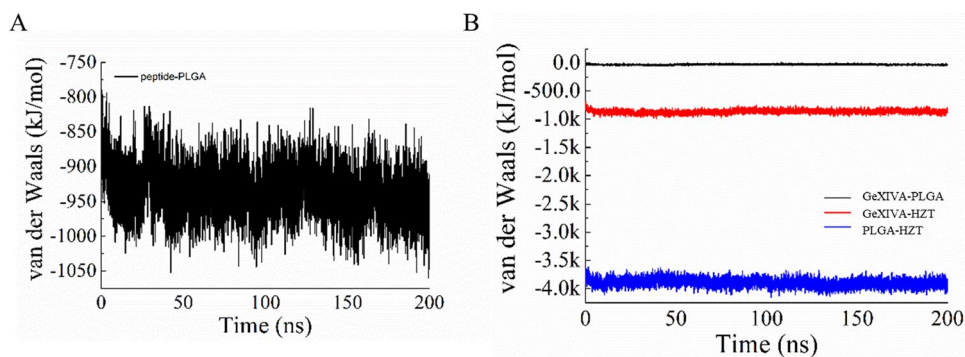 A
van der Waals (kJ/mol)
-750
-800
-850
-900
-950
-1000
-1050
peptide-PLGA
0
50
100
150
200
Time (ns)
B
van der Waals (kJ/mol)
0.0
-500.0
-1.0k
-1.5k
-2.0k
-2.5k
-3.0k
-3.5k
-4.0k
GeXIVA-PLGA
GeXIVA-HZT
PLGA-HZT
0
50
100
150
200
Time (ns)